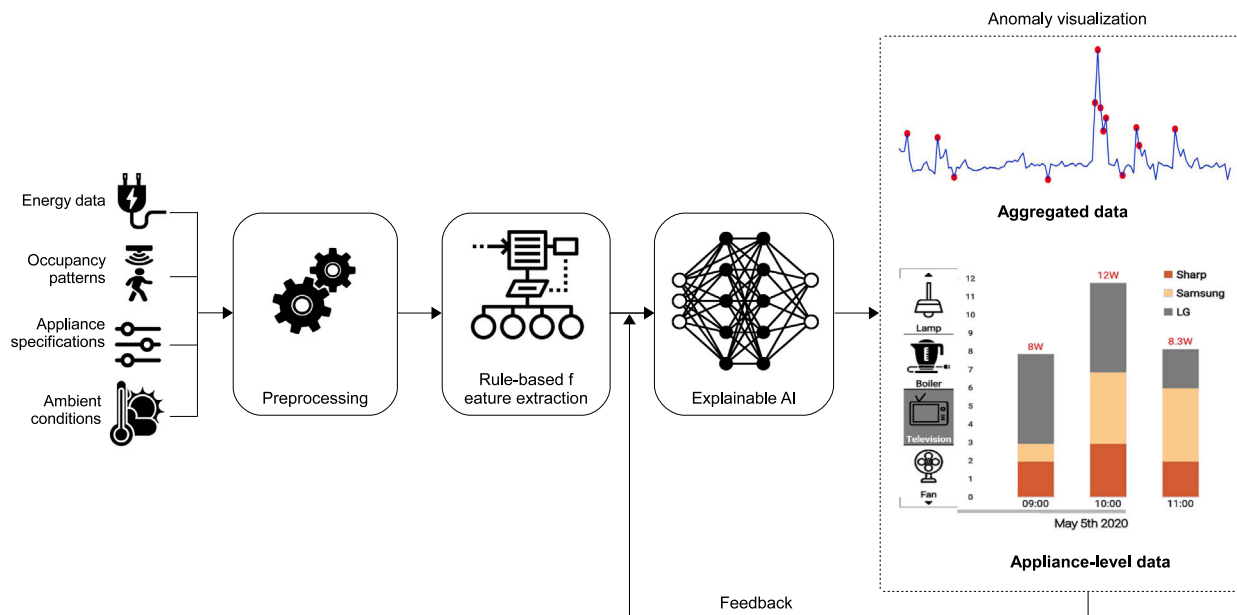 Anomaly visualization
Aggregated data
Energy data
Occupancy
patterns
Appliance
specifications
Ambient
conditions
Preprocessing
Rule-based f
eature extraction
Explainable AI
Lamp
Boiler
Television
Fan
12
11
10
9
8
7
6
5
4
3
2
1
0
8W
12W
8.3W
Sharp
Samsung
LG
09:00
10:00
11:00
May 5th 2020
Appliance-level data
Feedback